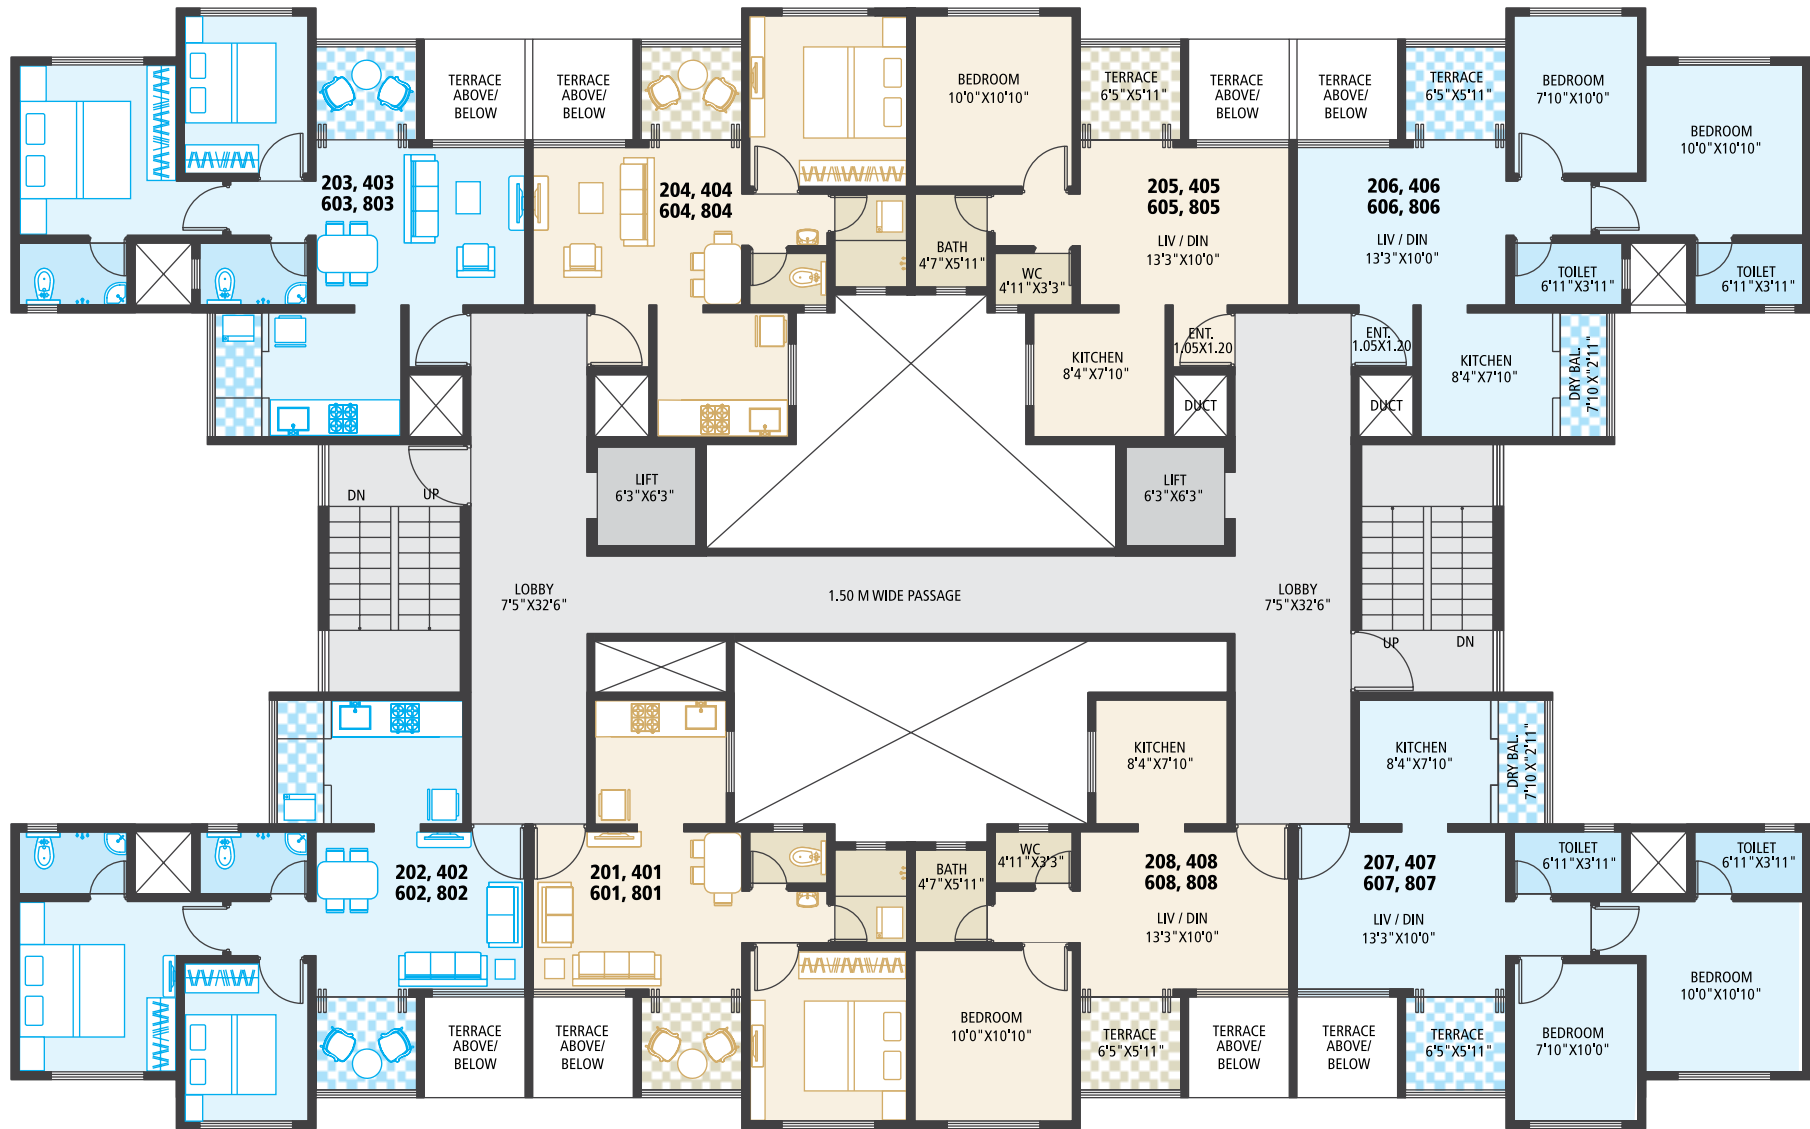 TERRACE
ABOVE/
BELOW
TERRACE
ABOVE/
BELOW
BEDROOM
10'0"X10'10"
TERRACE
6'5"X5'11"
TERRACE
ABOVE/
BELOW
TERRACE
ABOVE/
BELOW
TERRACE
6'5"X5'11"
BEDROOM
7'10"X10'0"
BEDROOM
10'0"X10'10"
203, 403
603, 803
204, 404
604, 804
205, 405
605, 805
LIV / DIN
13'3"X10'0"
206, 406
606, 806
LIV / DIN
13'3"X10'0"
BATH
4'7"X5'11"
WC
4'11"X3'3"
TOILET
6'11"X3'11"
TOILET
6'11"X3'11"
KITCHEN
8'4"X7'10"
ENT.
1.05X1.20
ENT.
1.05X1.20
KITCHEN
8'4"X7'10"
DRY BAL.
7'10 X"2'11"
DUCT
DUCT
LIFT
6'3"X6'3"
LIFT
6'3"X6'3"
DN
UP
LOBBY
7'5"X32'6"
1.50 M WIDE PASSAGE
LOBBY
7'5"X32'6"
UP
DN
KITCHEN
8'4"X7'10"
KITCHEN
8'4"X7'10"
DRY BAL.
7'10 X"2'11"
202, 402
602, 802
201, 401
601, 801
BATH
4'7"X5'11"
WC
4'11"X3'3"
208, 408
608, 808
LIV / DIN
13'3"X10'0"
207, 407
607, 807
LIV / DIN
13'3"X10'0"
TOILET
6'11"X3'11"
TOILET
6'11"X3'11"
TERRACE
ABOVE/
BELOW
TERRACE
ABOVE/
BELOW
BEDROOM
10'0"X10'10"
TERRACE
6'5"X5'11"
TERRACE
ABOVE/
BELOW
TERRACE
ABOVE/
BELOW
TERRACE
6'5"X5'11"
BEDROOM
7'10"X10'0"
BEDROOM
10'0"X10'10"